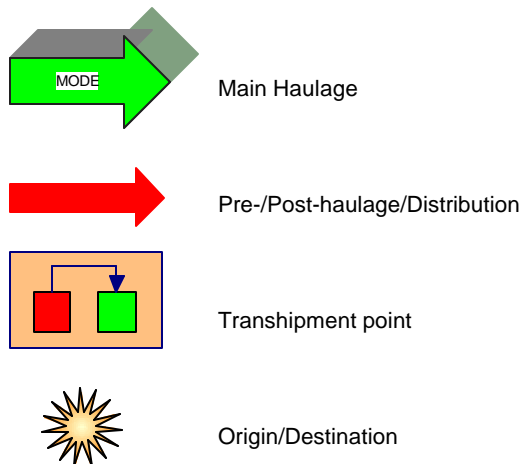 MODE
Main Haulage
Pre-/Post-haulage/Distribution
Transhipment point
Origin/Destination